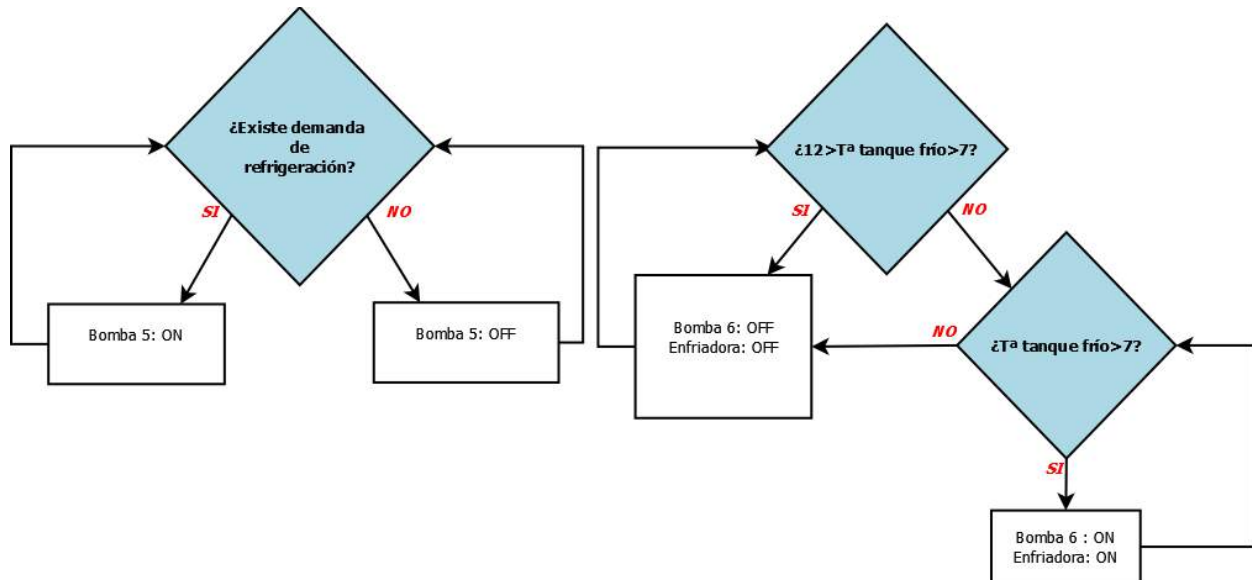 ¿Existe demanda
de
refrigeración?
SI
NO
Bomba 5: ON
Bomba 5: OFF
¿12>Tª tanque frío>7?
SI
NO
Bomba 6: OFF
Enfriadora: OFF
NO
¿Tª tanque frío>7?
SI
Bomba 6 : ON
Enfriadora: ON